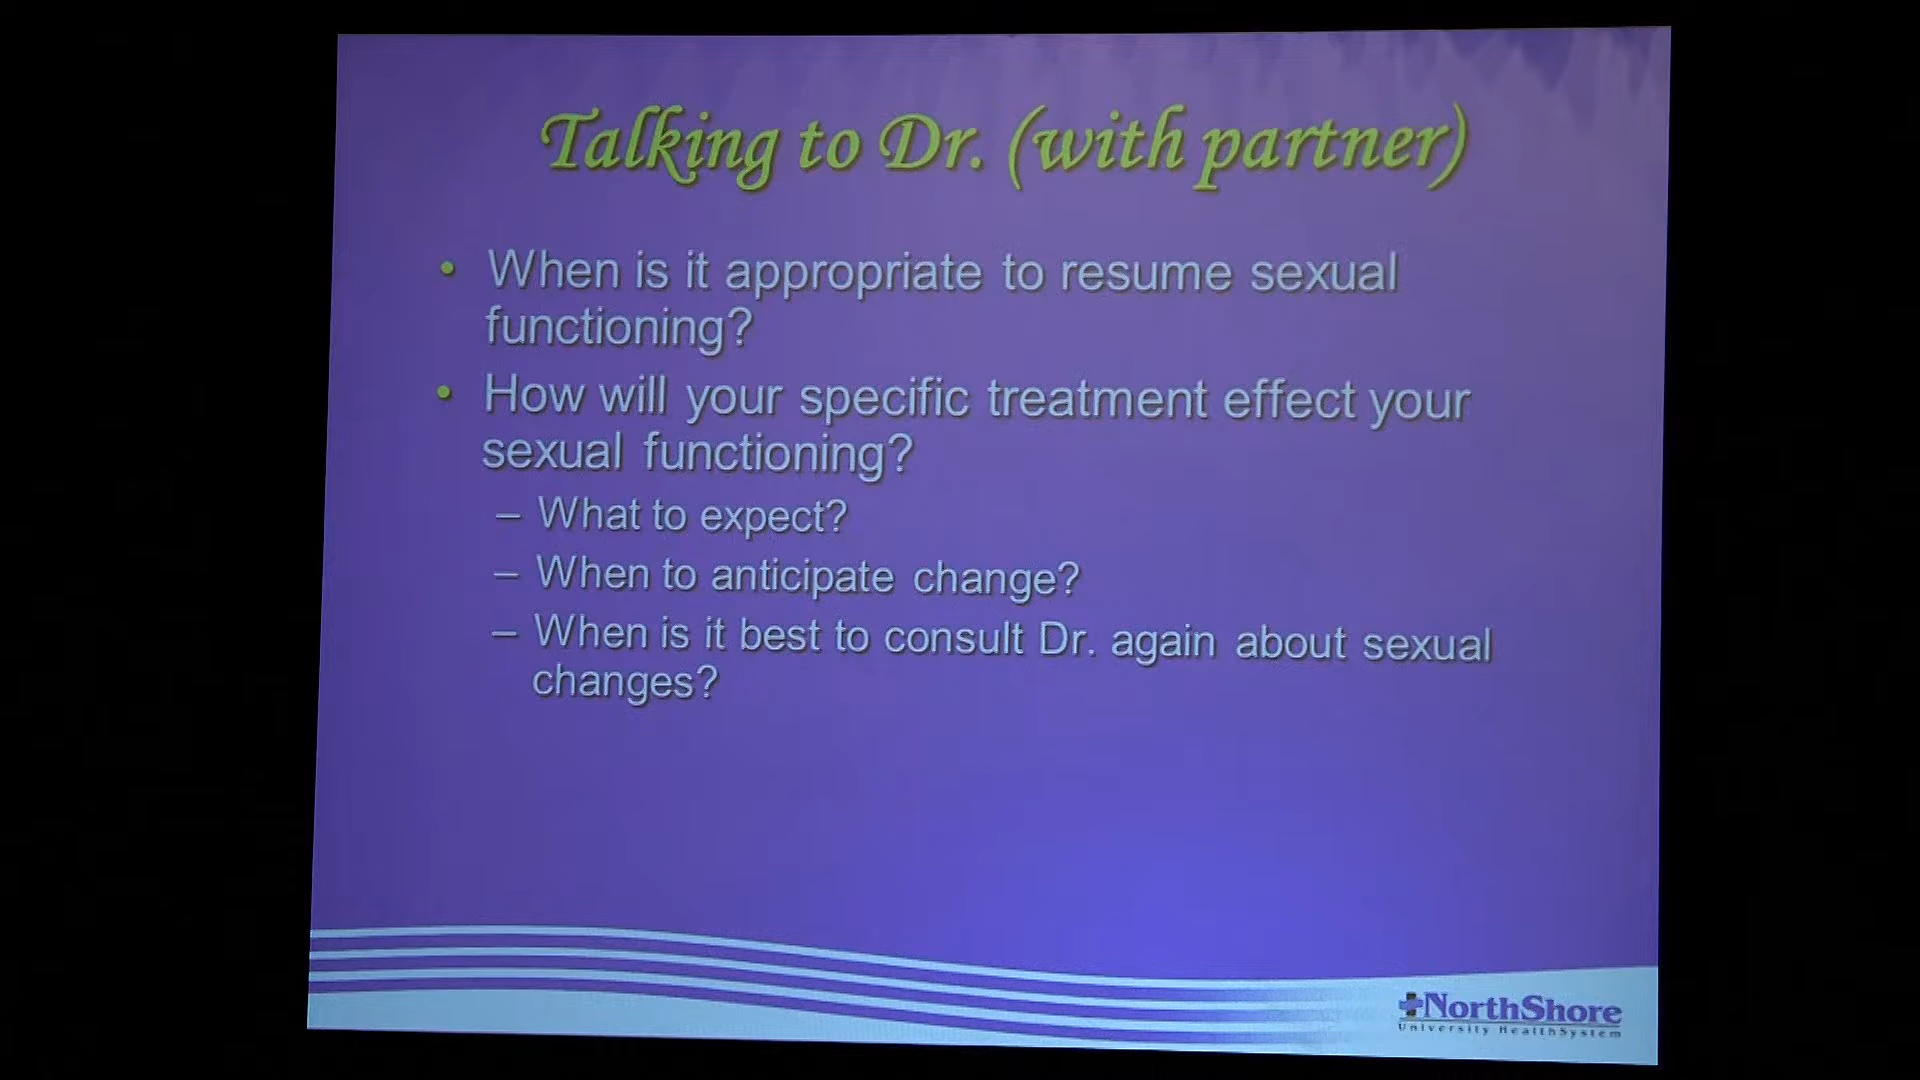 Talking to Dr. (with partner)
• When is it appropriate to resume sexual
functioning?
• How will your specific treatment effect your
sexual functioning?
– What to expect?
– When to anticipate change?
– When is it best to consult Dr. again about sexual
changes?
NorthShore
University HealthSystem